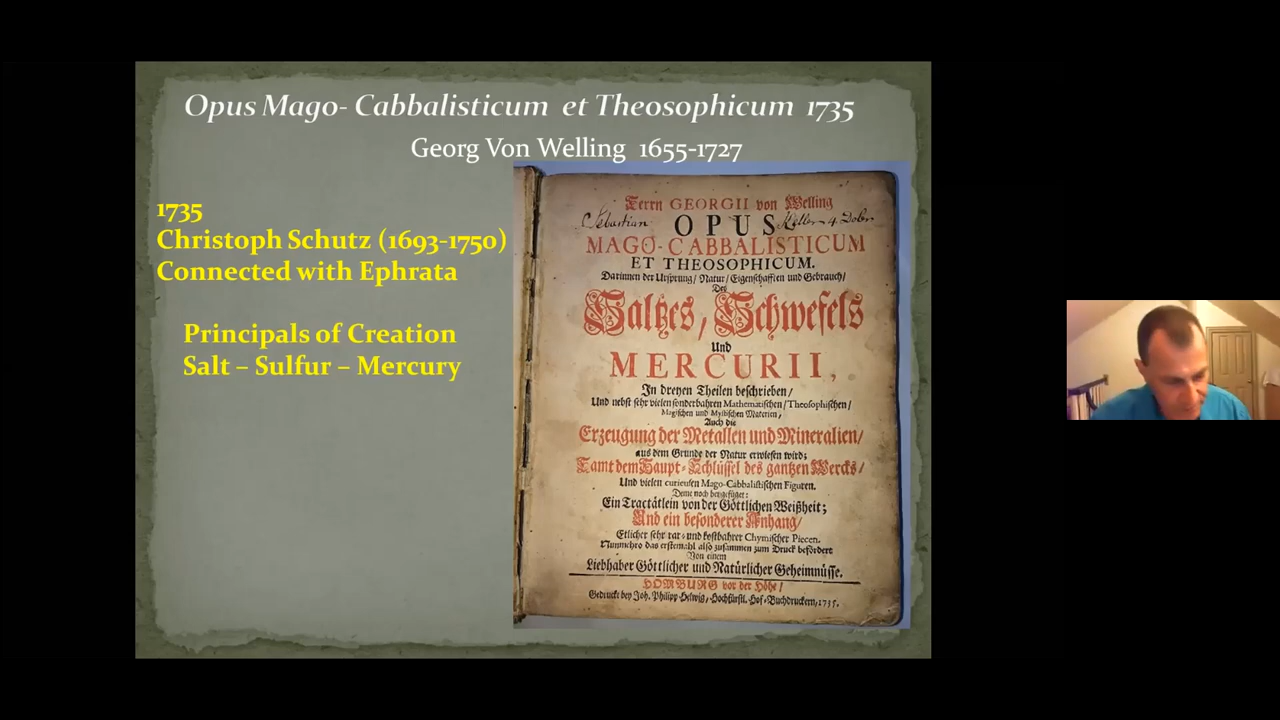 Opus Mago- Cabbalisticum et Theosophicum 1735
Georg Von Welling 1655-1727
1735
Christoph Schutz (1693-1750)
Connected with Ephrata
Principals of Creation
Salt – Sulfur – Mercury
Herrn GEORGII von Welling
OPUS
MAGO-CABBALISTICUM
ET THEOSOPHICUM.
Darinnen der Ursprung/ Natur/ Eigenschafften und Gebrauch/
Des
Saltzes, Schwefels
Und
MERCURII,
In dreyen Theilen beschrieben/
Und nebst sehr vielen sonderbahren Mathematischen/ Theosophischen/
Magischen und Mystischen Materien,
Auch die
Erzeugung der Metallen und Mineralien/
aus dem Grunde der Natur erwiesen wird;
Samt dem Haupt-Schlüssel des gantzen Wercks/
Und vielen curieusen Mago-Cabbalistischen Figuren.
Deme noch beygefüget:
Ein Tractätlein von der Göttlichen Weißheit;
Und ein besonderer Anhang/
Etlicher sehr rar- und kostbahrer Chymischer Piecen.
Nunmehro das erstemahl also zusammen zum Druck befördert
Von einem
Liebhaber Göttlicher und Natürlicher Geheimnüsse.
HOMBURG vor der Höhe/
Gedruckt bey Joh. Philipp Helwig, Hochfürstl. Hof-Buchdruckern, 1735.